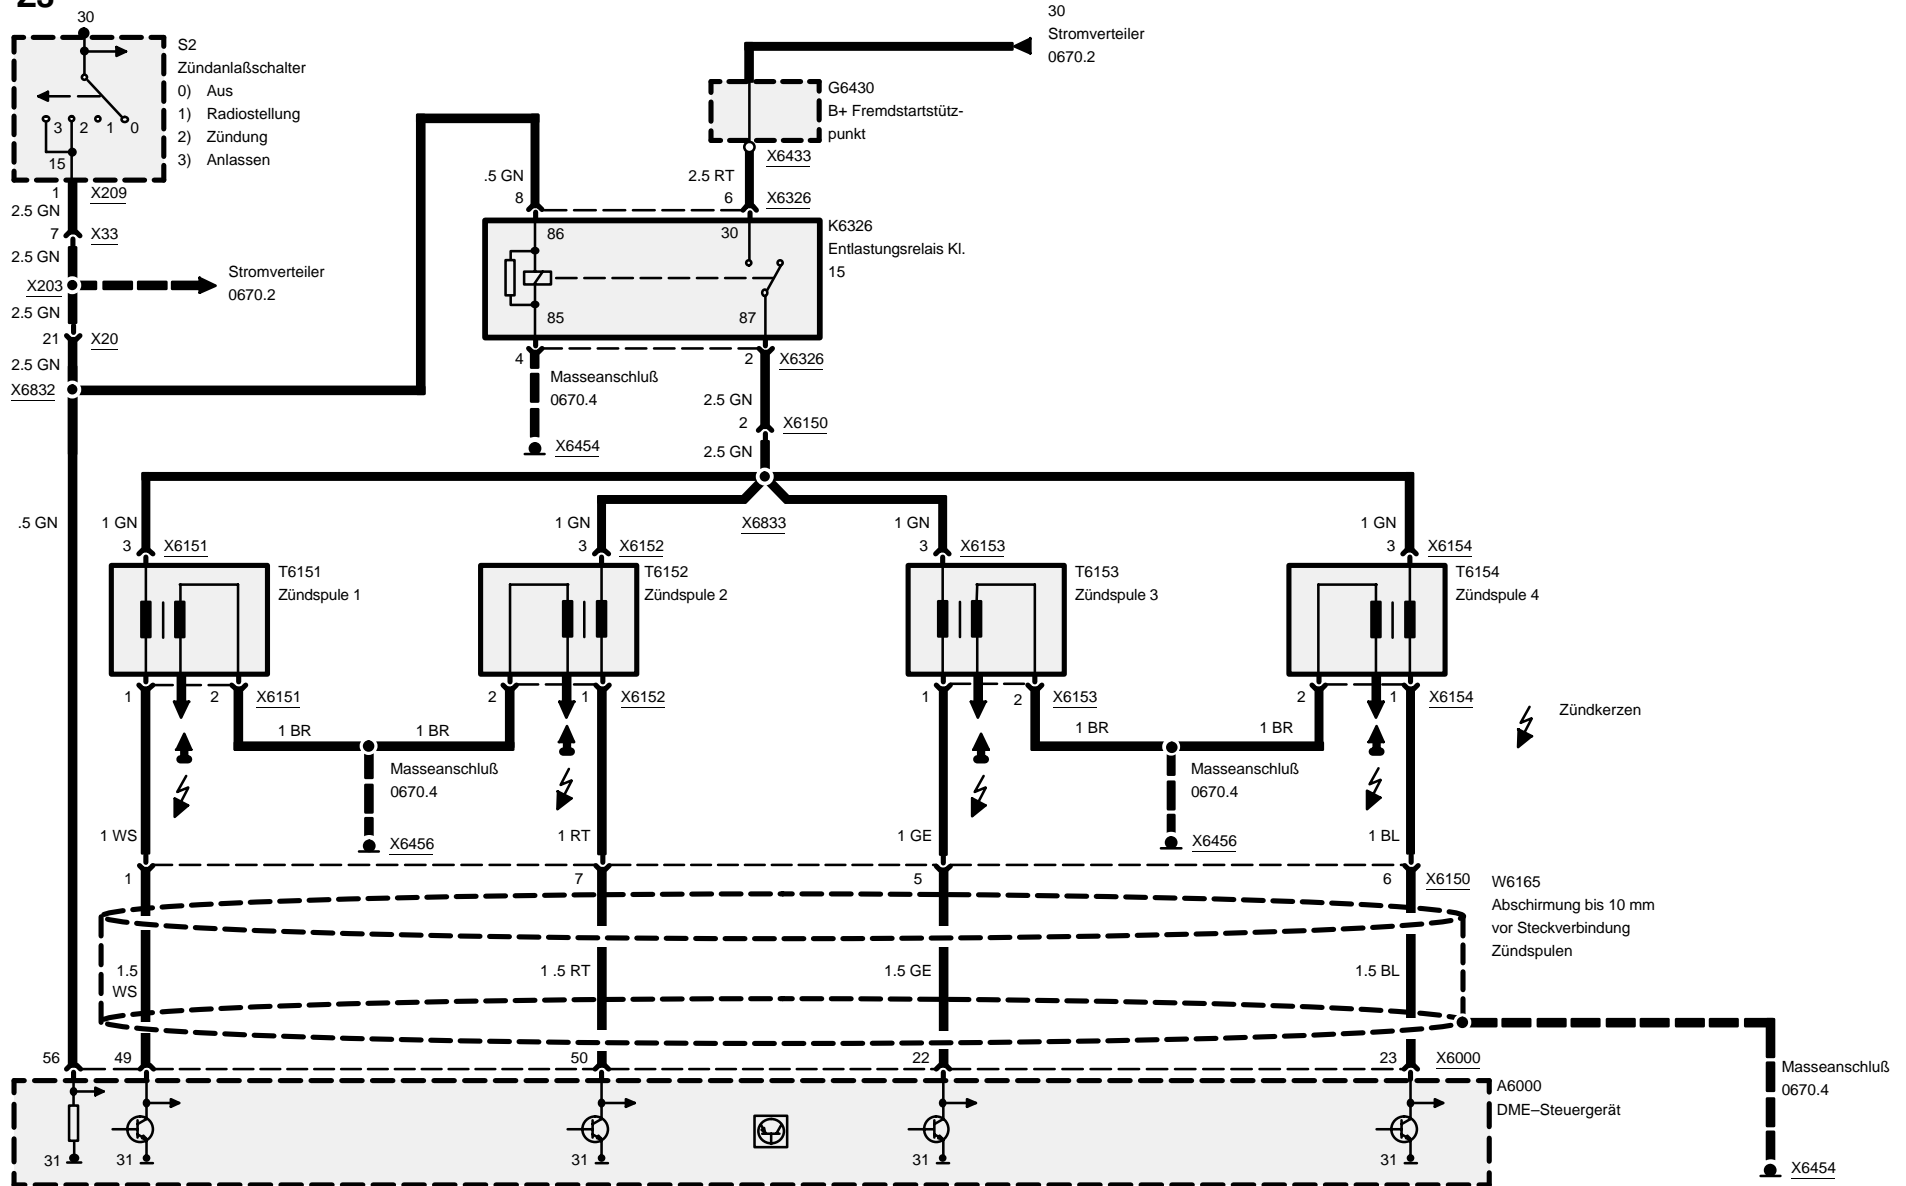 Z3
30
S2
Zündanlaßschalter
0) Aus
1) Radiostellung
2) Zündung
3) Anlassen
3 2 1 0
15
1 X209
2.5 GN
7 X33
2.5 GN
X203
Stromverteiler
0670.2
2.5 GN
21 X20
2.5 GN
X6832
30
Stromverteiler
0670.2
G6430
B+ Fremdstartstütz-
punkt
X6433
.5 GN
2.5 RT
8
6 X6326
86
30
K6326
Entlastungsrelais Kl.
15
85
87
4
2 X6326
Masseanschluß
0670.4
X6454
2.5 GN
2 X6150
2.5 GN
X6833
.5 GN
1 GN
1 GN
1 GN
1 GN
3 X6151
3 X6152
3 X6153
3 X6154
T6151
Zündspule 1
T6152
Zündspule 2
T6153
Zündspule 3
T6154
Zündspule 4
1 2 X6151
2 1 X6152
1 2 X6153
2 1 X6154
1 BR
1 BR
1 BR
1 BR
Zündkerzen
Masseanschluß
0670.4
X6456
Masseanschluß
0670.4
X6456
1 WS
1 RT
1 GE
1 BL
1
7
5
6 X6150
W6165
Abschirmung bis 10 mm
vor Steckverbindung
Zündspulen
1.5
WS
1 .5 RT
1.5 GE
1.5 BL
56
49
50
22
23 X6000
A6000
DME–Steuergerät
31
31
31
31
31
Masseanschluß
0670.4
X6454